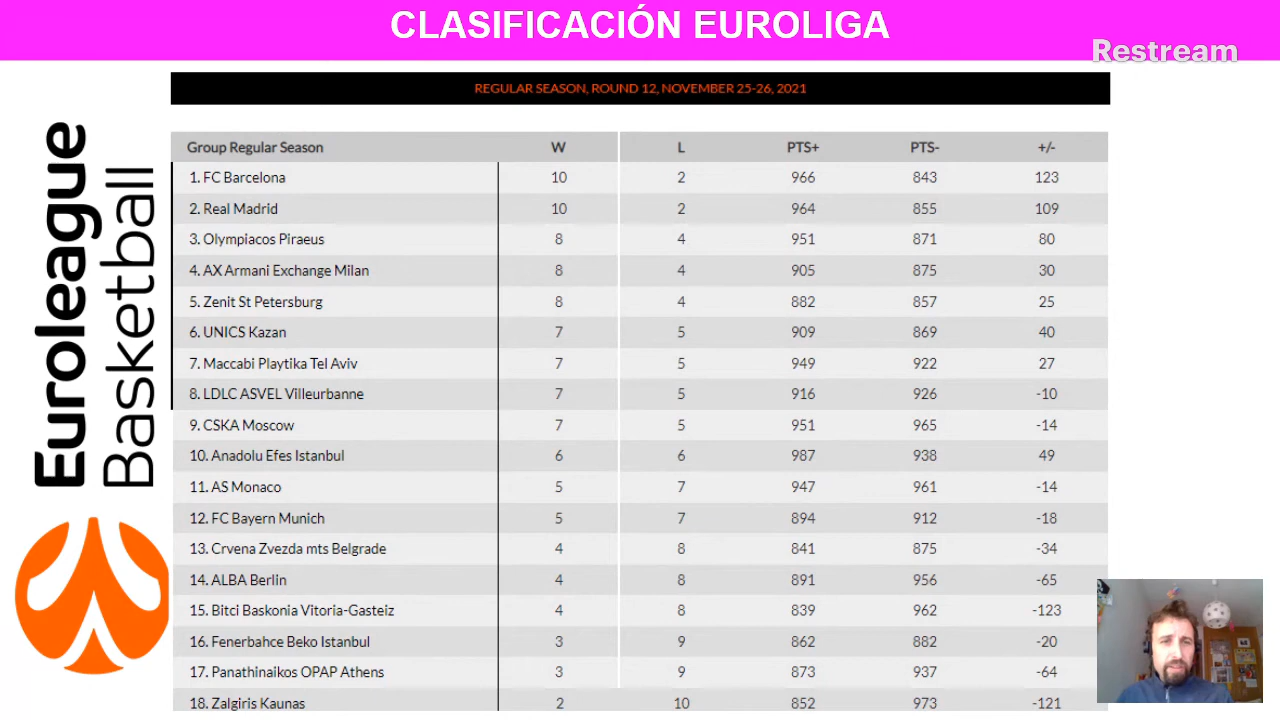 CLASIFICACIÓN EUROLIGA
Restream
REGULAR SEASON, ROUND 12, NOVEMBER 25-26, 2021
Euroleague
Basketball
Group Regular Season W L PTS+ PTS- +/-
1. FC Barcelona 10 2 966 843 123
2. Real Madrid 10 2 964 855 109
3. Olympiacos Piraeus 8 4 951 871 80
4. AX Armani Exchange Milan 8 4 905 875 30
5. Zenit St Petersburg 8 4 882 857 25
6. UNICS Kazan 7 5 909 869 40
7. Maccabi Playtika Tel Aviv 7 5 949 922 27
8. LDLC ASVEL Villeurbanne 7 5 916 926 -10
9. CSKA Moscow 7 5 951 965 -14
10. Anadolu Efes Istanbul 6 6 987 938 49
11. AS Monaco 5 7 947 961 -14
12. FC Bayern Munich 5 7 894 912 -18
13. Crvena Zvezda mts Belgrade 4 8 841 875 -34
14. ALBA Berlin 4 8 891 956 -65
15. Bitci Baskonia Vitoria-Gasteiz 4 8 839 962 -123
16. Fenerbahce Beko Istanbul 3 9 862 882 -20
17. Panathinaikos OPAP Athens 3 9 873 937 -64
18. Zalgiris Kaunas 2 10 852 973 -121